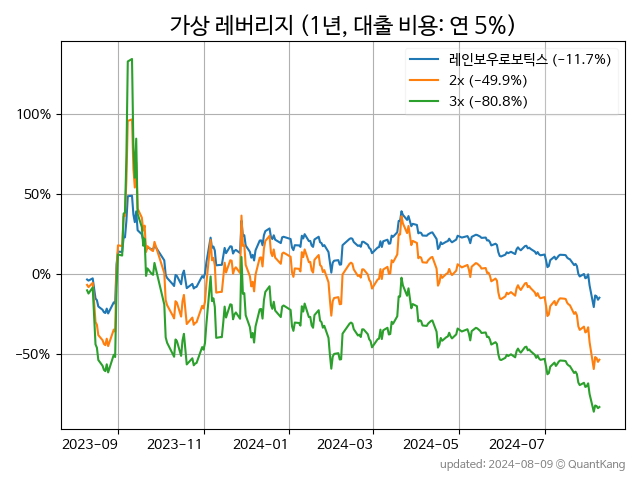 가상 레버리지 (1년, 대출 비용: 연 5%)
레인보우로보틱스 (−11.7%)
2x (−49.9%)
3x (−80.8%)
100%
50%
0%
−50%
2023-09
2023-11
2024-01
2024-03
2024-05
2024-07
updated: 2024-08-09 © QuantKang